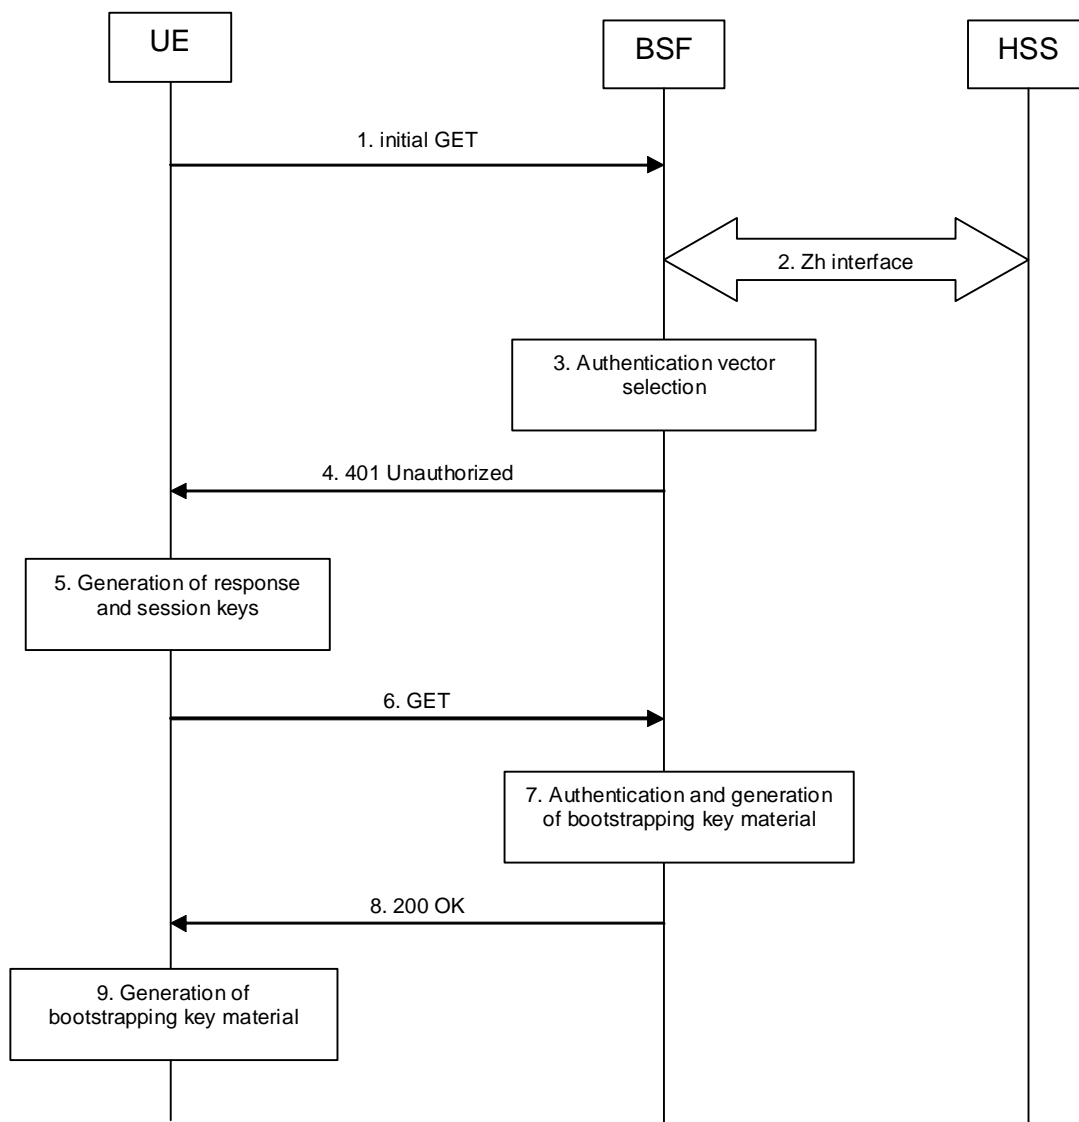 UE
BSF
HSS
1. initial GET
2. Zh interface
3. Authentication vector
selection
4. 401 Unauthorized
5. Generation of response
and session keys
6. GET
7. Authentication and generation
of bootstrapping key material
8. 200 OK
9. Generation of
bootstrapping key material